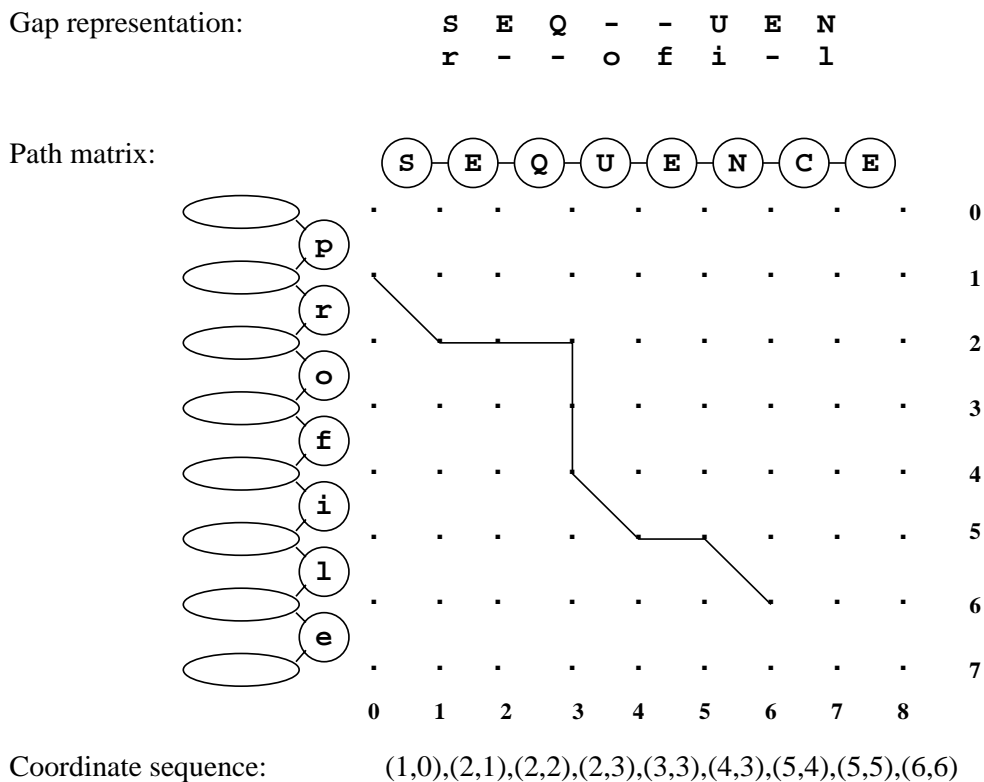 Gap representation: S E Q - - U E N
r - - o f i - l
Path matrix: S E Q U E N C E
0
p
1
r
2
o
3
f
4
i
5
l
6
e
7
0 1 2 3 4 5 6 7 8
Coordinate sequence: (1,0),(2,1),(2,2),(2,3),(3,3),(4,3),(5,4),(5,5),(6,6)